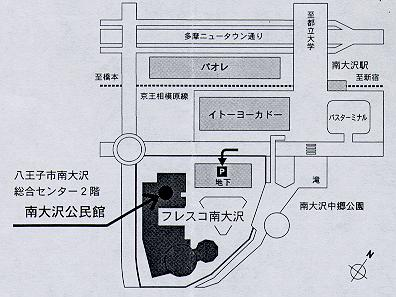 多摩ニュータウン通り
至都立大学
パオレ
南大沢駅
至橋本
至新宿
京王相模原線
イトーヨーカドー
バスターミナル
P
地下
八王子市南大沢
総合センター2階
南大沢公民館
フレスコ南大沢
滝
南大沢中郷公園
N